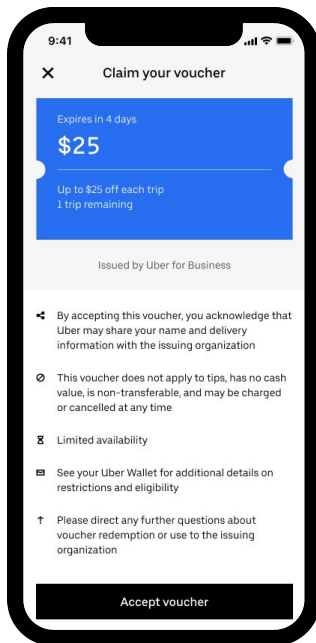 9:41
Claim your voucher
Expires in 4 days
$25
Up to $25 off each trip
1 trip remaining
Issued by Uber for Business
By accepting this voucher, you acknowledge that
Uber may share your name and delivery
information with the issuing organization
This voucher does not apply to tips, has no cash
value, is non-transferable, and may be charged
or cancelled at any time
Limited availability
See your Uber Wallet for additional details on
restrictions and eligibility
Please direct any further questions about
voucher redemption or use to the issuing
organization
Accept voucher